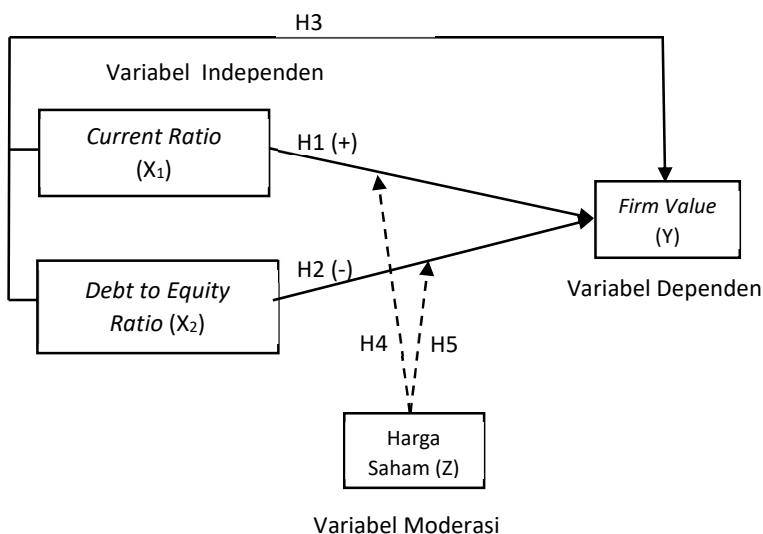 H3
Variabel Independen
Current Ratio
(X₁)
H1 (+)
Firm Value
(Y)
H2 (-)
Debt to Equity
Ratio (X₂)
Variabel Dependen
H4
H5
Harga
Saham (Z)
Variabel Moderasi